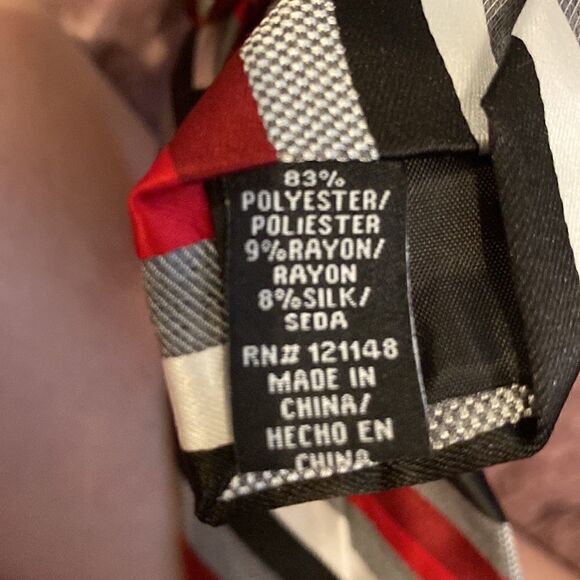 83%
POLYESTER/
POLIESTER
9%RAYON/
RAYON
8%SILK/
SEDA
RN# 121148
MADE IN
CHINA/
HECHO EN
CHINA